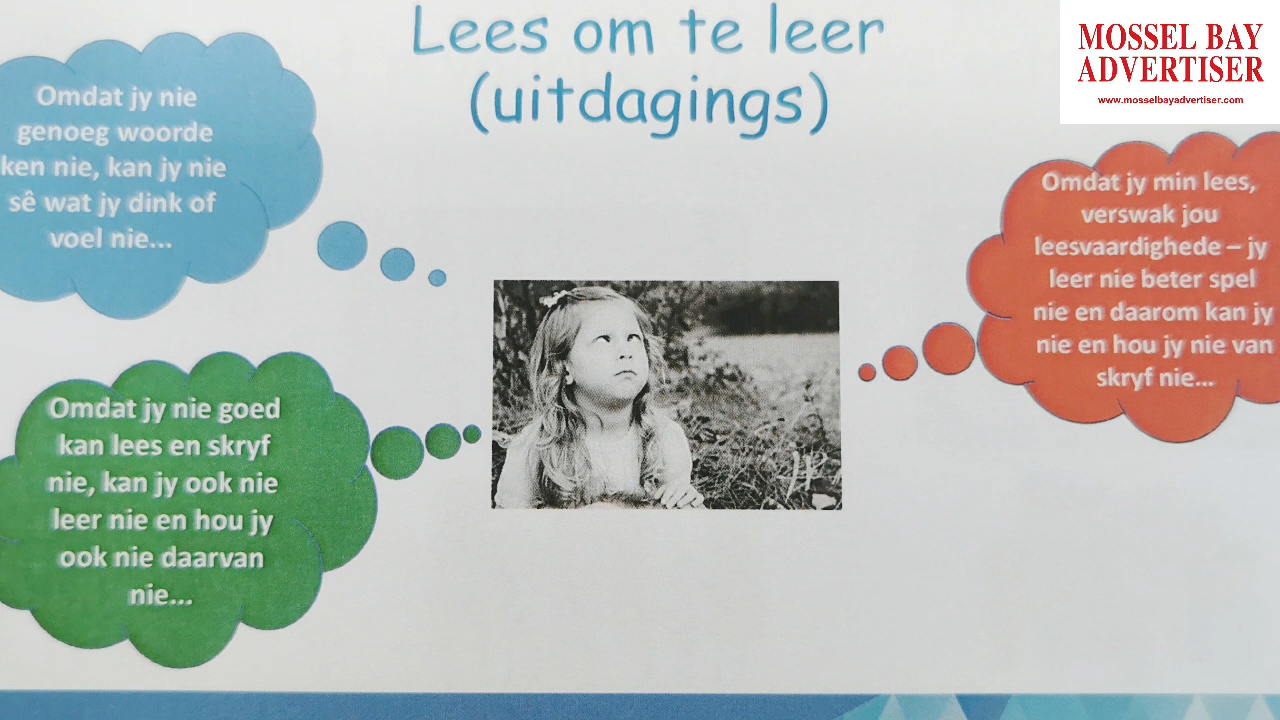 Lees om te leer
(uitdagings)
MOSSEL BAY
ADVERTISER
www.mosselbayadvertiser.com
Omdat jy nie
genoeg woorde
ken nie, kan jy nie
sê wat jy dink of
voel nie...
Omdat jy min lees,
verswak jou
leesvaardighede – jy
leer nie beter spel
nie en daarom kan jy
nie en hou jy nie van
skryf nie...
Omdat jy nie goed
kan lees en skryf
nie, kan jy ook nie
leer nie en hou jy
ook nie daarvan
nie...